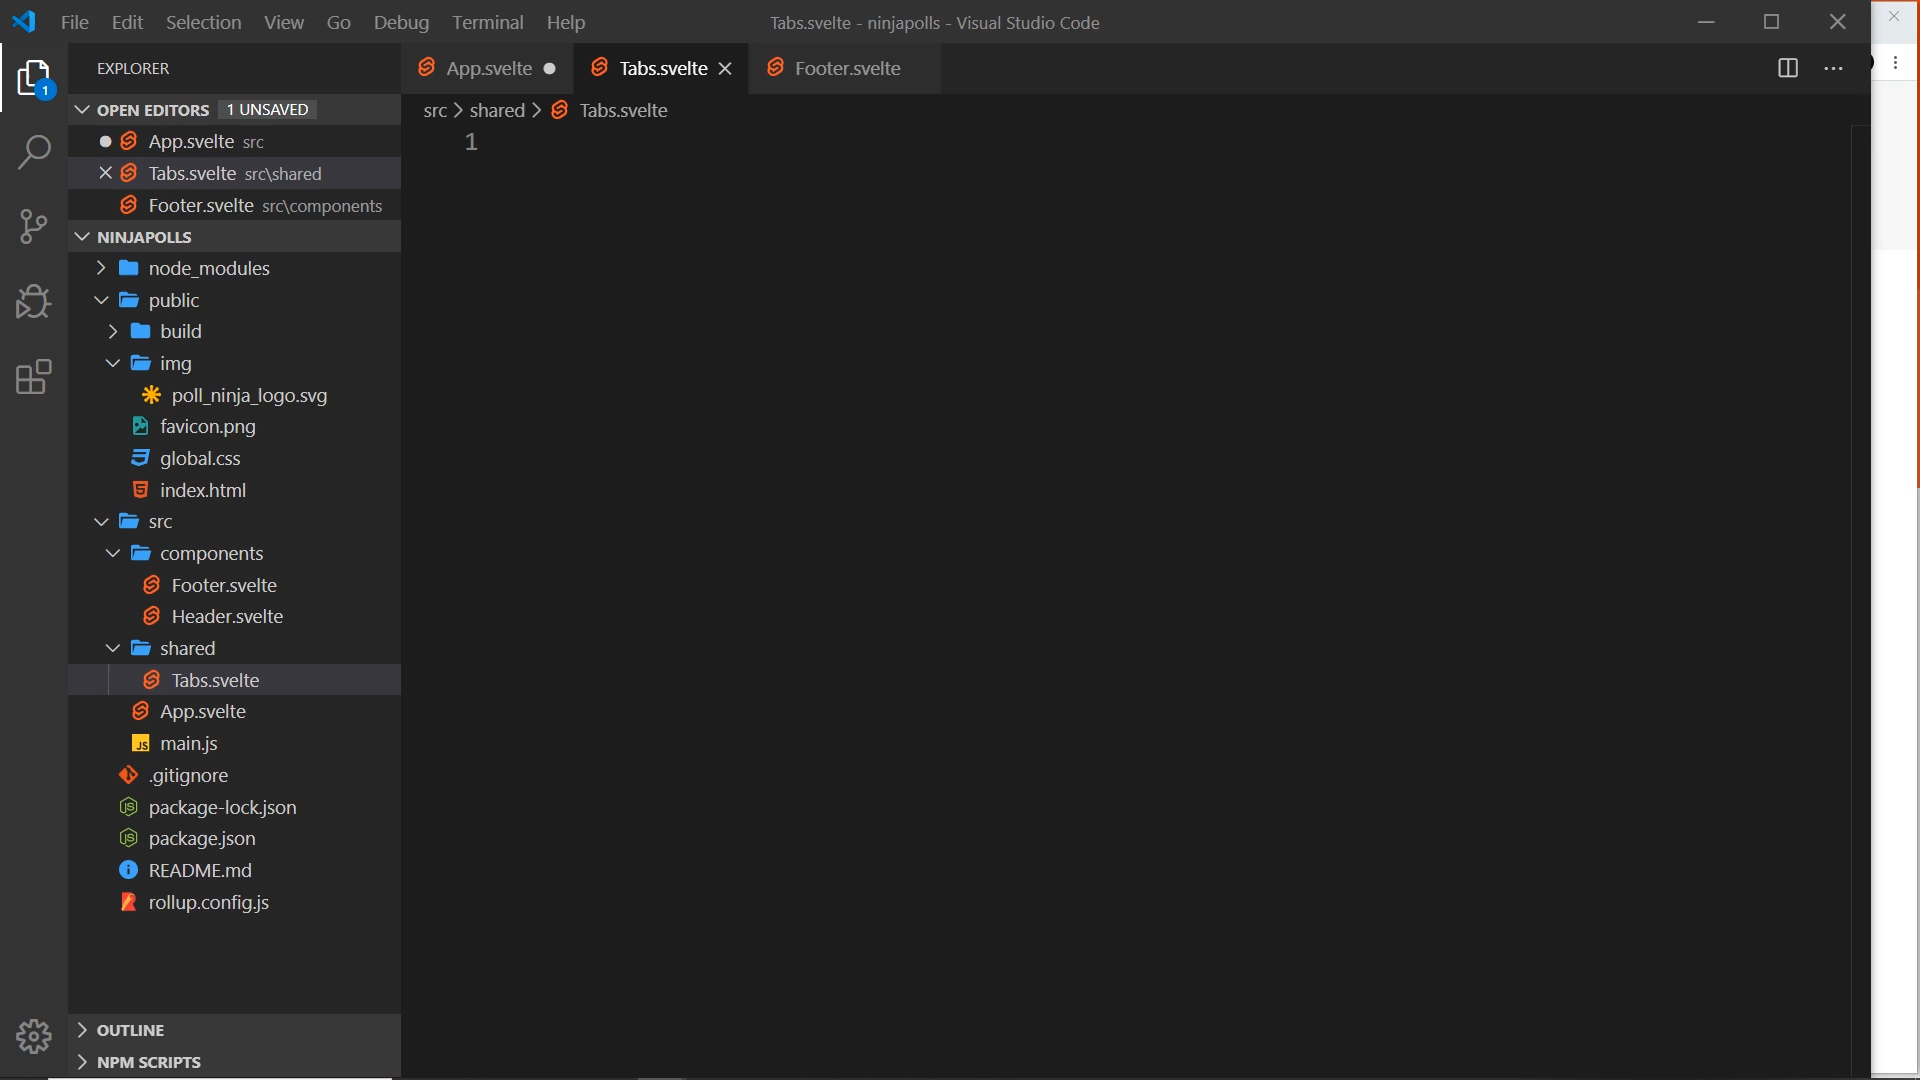 File Edit Selection View Go Debug Terminal Help
Tabs.svelte - ninjapolls - Visual Studio Code
EXPLORER
App.svelte
Tabs.svelte
Footer.svelte
1
OPEN EDITORS 1 UNSAVED
src > shared > Tabs.svelte
1
App.svelte src
Tabs.svelte src\shared
Footer.svelte src\components
NINJAPOLLS
node_modules
public
build
img
poll_ninja_logo.svg
favicon.png
global.css
index.html
src
components
Footer.svelte
Header.svelte
shared
Tabs.svelte
App.svelte
JS main.js
.gitignore
package-lock.json
package.json
README.md
rollup.config.js
OUTLINE
NPM SCRIPTS